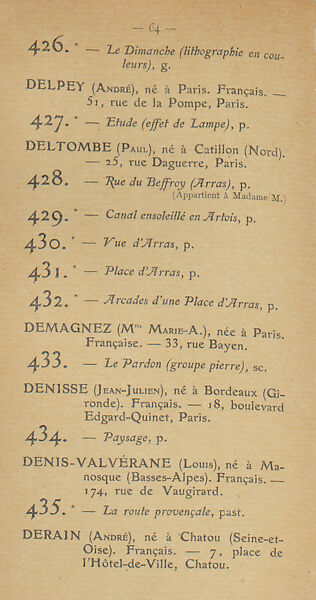 — 64 —
426.* — Le Dimanche (lithographie en cou-
leurs), g.
DELPEY (André), né à Paris. Français. —
51, rue de la Pompe, Paris.
427.* — Etude (effet de Lampe), p.
DELTOMBE (Paul), né à Catillon (Nord).
— 25, rue Daguerre, Paris.
428. — Rue du Beffroy (Arras), p.
(Appartient à Madame M.)
429.* — Canal ensoleillé en Artois, p.
430.* — Vue d'Arras, p.
431.* — Place d'Arras, p.
432.* — Arcades d'une Place d'Arras, p.
DEMAGNEZ (Mlle Marie-A.), née à Paris.
Française. — 33, rue Bayen.
433. — Le Pardon (groupe pierre), sc.
DENISSE (Jean-Julien), né à Bordeaux (Gi-
ronde). Français. — 18, boulevard
Edgard-Quinet, Paris.
434. — Paysage, p.
DENIS-VALVÉRANE (Louis), né à Ma-
nosque (Basses-Alpes). Français. —
174, rue de Vaugirard.
435.* — La route provençale, past.
DERAIN (André), né à Chatou (Seine-et-
Oise). Français. — 7, place de
l'Hôtel-de-Ville, Chatou.